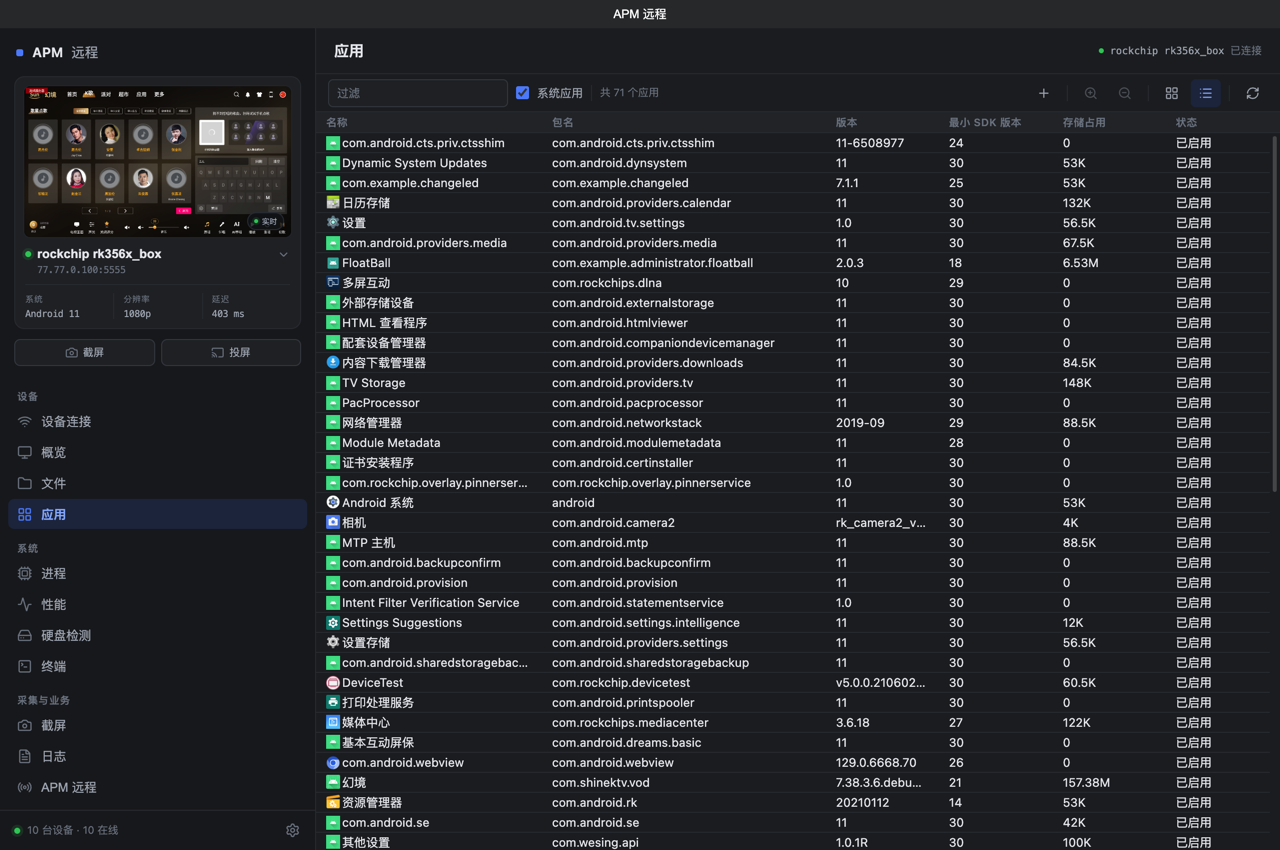 APM 远程
APM 远程
首页 派对 超市 应用 更多
实时
rockchip rk356x_box
77.77.0.100:5555
系统 分辨率 延迟
Android 11 1080p 403 ms
截屏 投屏
设备
设备连接
概览
文件
应用
系统
进程
性能
硬盘检测
终端
采集与业务
截屏
日志
APM 远程
10 台设备 · 10 在线
应用
rockchip rk356x_box 已连接
过滤 系统应用 共 71 个应用
名称 包名 版本 最小 SDK 版本 存储占用 状态
com.android.cts.priv.ctsshim com.android.cts.priv.ctsshim 11-6508977 24 0 已启用
Dynamic System Updates com.android.dynsystem 11 30 53K 已启用
com.example.changeled com.example.changeled 7.1.1 25 53K 已启用
日历存储 com.android.providers.calendar 11 30 132K 已启用
设置 com.android.tv.settings 1.0 30 56.5K 已启用
com.android.providers.media com.android.providers.media 11 30 67.5K 已启用
FloatBall com.example.administrator.floatball 2.0.3 18 6.53M 已启用
多屏互动 com.rockchips.dlna 10 29 0 已启用
外部存储设备 com.android.externalstorage 11 30 0 已启用
HTML 查看程序 com.android.htmlviewer 11 30 0 已启用
配套设备管理器 com.android.companiondevicemanager 11 30 0 已启用
内容下载管理器 com.android.providers.downloads 11 30 84.5K 已启用
TV Storage com.android.providers.tv 11 30 148K 已启用
PacProcessor com.android.pacprocessor 11 30 0 已启用
网络管理器 com.android.networkstack 2019-09 29 88.5K 已启用
Module Metadata com.android.modulemetadata 11 28 0 已启用
证书安装程序 com.android.certinstaller 11 30 0 已启用
com.rockchip.overlay.pinnerser... com.rockchip.overlay.pinnerservice 1.0 30 0 已启用
Android 系统 android 11 30 53K 已启用
相机 com.android.camera2 rk_camera2_v... 30 4K 已启用
MTP 主机 com.android.mtp 11 30 88.5K 已启用
com.android.backupconfirm com.android.backupconfirm 11 30 0 已启用
com.android.provision com.android.provision 11 30 0 已启用
Intent Filter Verification Service com.android.statementservice 1.0 30 0 已启用
Settings Suggestions com.android.settings.intelligence 11 30 12K 已启用
设置存储 com.android.providers.settings 11 30 56.5K 已启用
com.android.sharedstoragebac... com.android.sharedstoragebackup 11 30 0 已启用
DeviceTest com.rockchip.devicetest v5.0.0.210602... 30 60.5K 已启用
打印处理服务 com.android.printspooler 11 30 0 已启用
媒体中心 com.rockchips.mediacenter 3.6.18 27 122K 已启用
基本互动屏保 com.android.dreams.basic 11 30 0 已启用
com.android.webview com.android.webview 129.0.6668.70 26 0 已启用
幻境 com.shinektv.vod 7.38.3.6.debu... 21 157.38M 已启用
资源管理器 com.android.rk 20210112 14 53K 已启用
com.android.se com.android.se 11 30 42K 已启用
其他设置 com.wesing.api 1.0.1R 30 100K 已启用